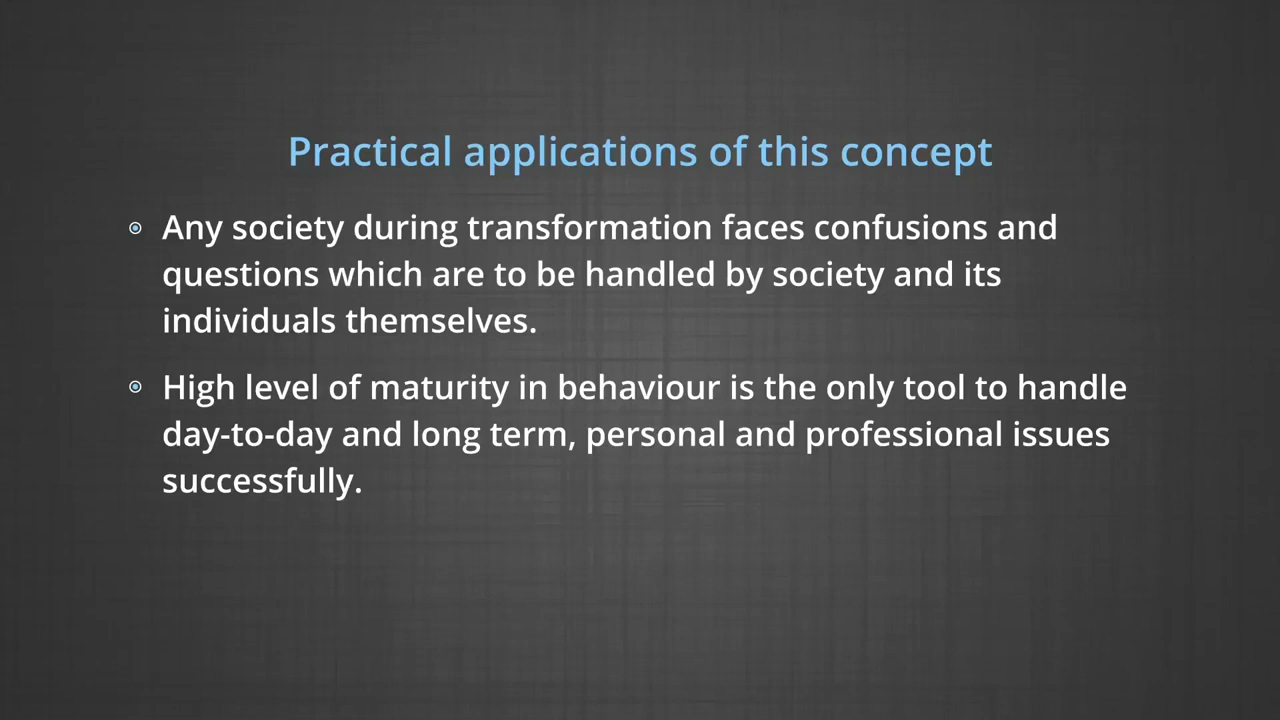 Practical applications of this concept
Any society during transformation faces confusions and
questions which are to be handled by society and its
individuals themselves.
High level of maturity in behaviour is the only tool to handle
day-to-day and long term, personal and professional issues
successfully.